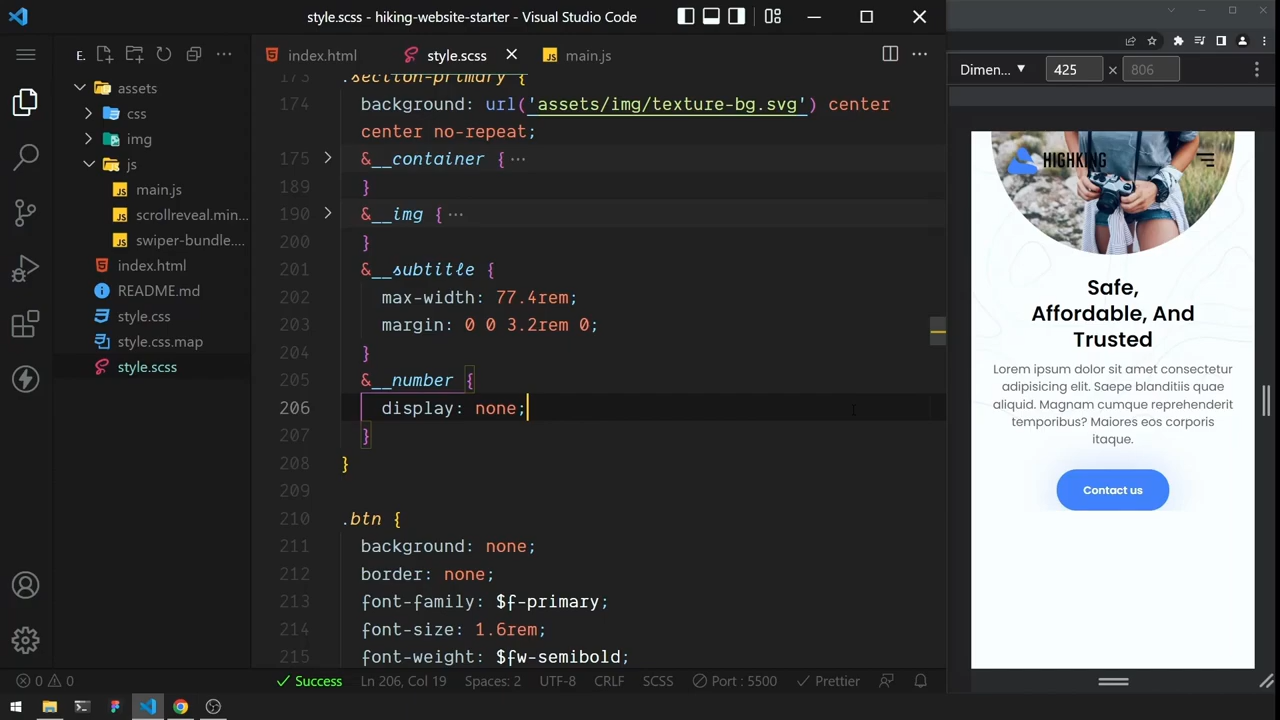 style.scss - hiking-website-starter - Visual Studio Code
E.
index.html
style.scss
main.js
assets
css
img
js
main.js
scrollreveal.min...
swiper-bundle....
index.html
README.md
style.css
style.css.map
style.scss
173 .section-primary {
174 background: url('assets/img/texture-bg.svg') center
center no-repeat;
175 &__container { ...
189 }
190 &__img { ...
200 }
201 &__subtitle {
202 max-width: 77.4rem;
203 margin: 0 0 3.2rem 0;
204 }
205 &__number {
206 display: none;
207 }
208 }
209
210 .btn {
211 background: none;
212 border: none;
213 font-family: $f-primary;
214 font-size: 1.6rem;
215 font-weight: $fw-semibold;
0 0
Success
Ln 206, Col 19
Spaces: 2
UTF-8
CRLF
SCSS
Port : 5500
Prettier
Dimen... ▼ 425 × 806
HIGHKING
Safe,
Affordable, And
Trusted
Lorem ipsum dolor sit amet consectetur
adipisicing elit. Saepe blanditiis quae
aliquid. Magnam cumque reprehenderit
temporibus? Maiores eos corporis
itaque.
Contact us